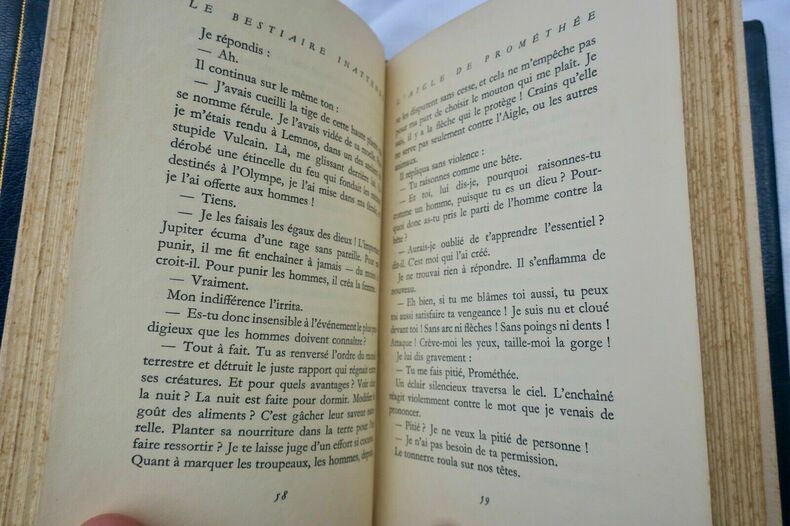 LE BESTIAIRE INATT
Je répondis :
— Ah.
Il continua sur le même ton :
— J'avais cueilli la tige de cette haute
se nomme férule. Je l'avais vidée de sa moelle.
je m'étais rendu à Lemnos, dans un des
stupide Vulcain. Là, me glissant derrière
dérobé une étincelle du feu qui fondait les
destinés à l'Olympe, je l'ai mise dans ma
je l'ai offerte aux hommes !
— Tiens.
— Je les faisais les égaux des dieux !
Jupiter écuma d'une rage sans pareille. Pour
punir, il me fit enchaîner à jamais — du
croit-il. Pour punir les hommes, il créa la femme.
— Vraiment.
Mon indifférence l'irrita.
— Es-tu donc insensible à l'événement le plus
digieux que les hommes doivent connaître ?
— Tout à fait. Tu as renversé l'ordre du
terrestre et détruit le juste rapport qui régnait
ses créatures. Et pour quels avantages ? Voir
la nuit ? La nuit est faite pour dormir.
goût des aliments ? C'est gâcher leur saveur
relle. Planter sa nourriture dans la terre pour
faire ressortir ? Je te laisse juge d'un effort si
Quant à marquer les troupeaux, les hommes,
58
L'AIGLE DE PROMÉTHÉE
se les disputent sans cesse, et cela ne m'empêche pas
pour ma part de choisir le mouton qui me plaît. Je
sais, il y a la flèche qui le protège ! Crains qu'elle
ne serve pas seulement contre l'Aigle, ou les autres
Il répliqua sans violence :
— Tu raisonnes comme une bête.
— Et toi, lui dis-je, pourquoi raisonnes-tu
comme un homme, puisque tu es un dieu ? Pour-
quoi donc as-tu pris le parti de l'homme contre la
bête ?
— Aurais-je oublié de t'apprendre l'essentiel ?
dit-il. C'est moi qui l'ai créé.
Je ne trouvai rien à répondre. Il s'enflamma de
nouveau.
— Eh bien, si tu me blâmes toi aussi, tu peux
toi aussi satisfaire ta vengeance ! Je suis nu et cloué
devant toi ! Sans arc ni flèches ! Sans poings ni dents !
Attaque ! Crève-moi les yeux, taille-moi la gorge !
Je lui dis gravement :
— Tu me fais pitié, Prométhée.
Un éclair silencieux traversa le ciel. L'enchaîné
réagit violemment contre le mot que je venais de
prononcer.
— Pitié ? Je ne veux la pitié de personne !
— Je n'ai pas besoin de ta permission.
Le tonnerre roula sur nos têtes.
59